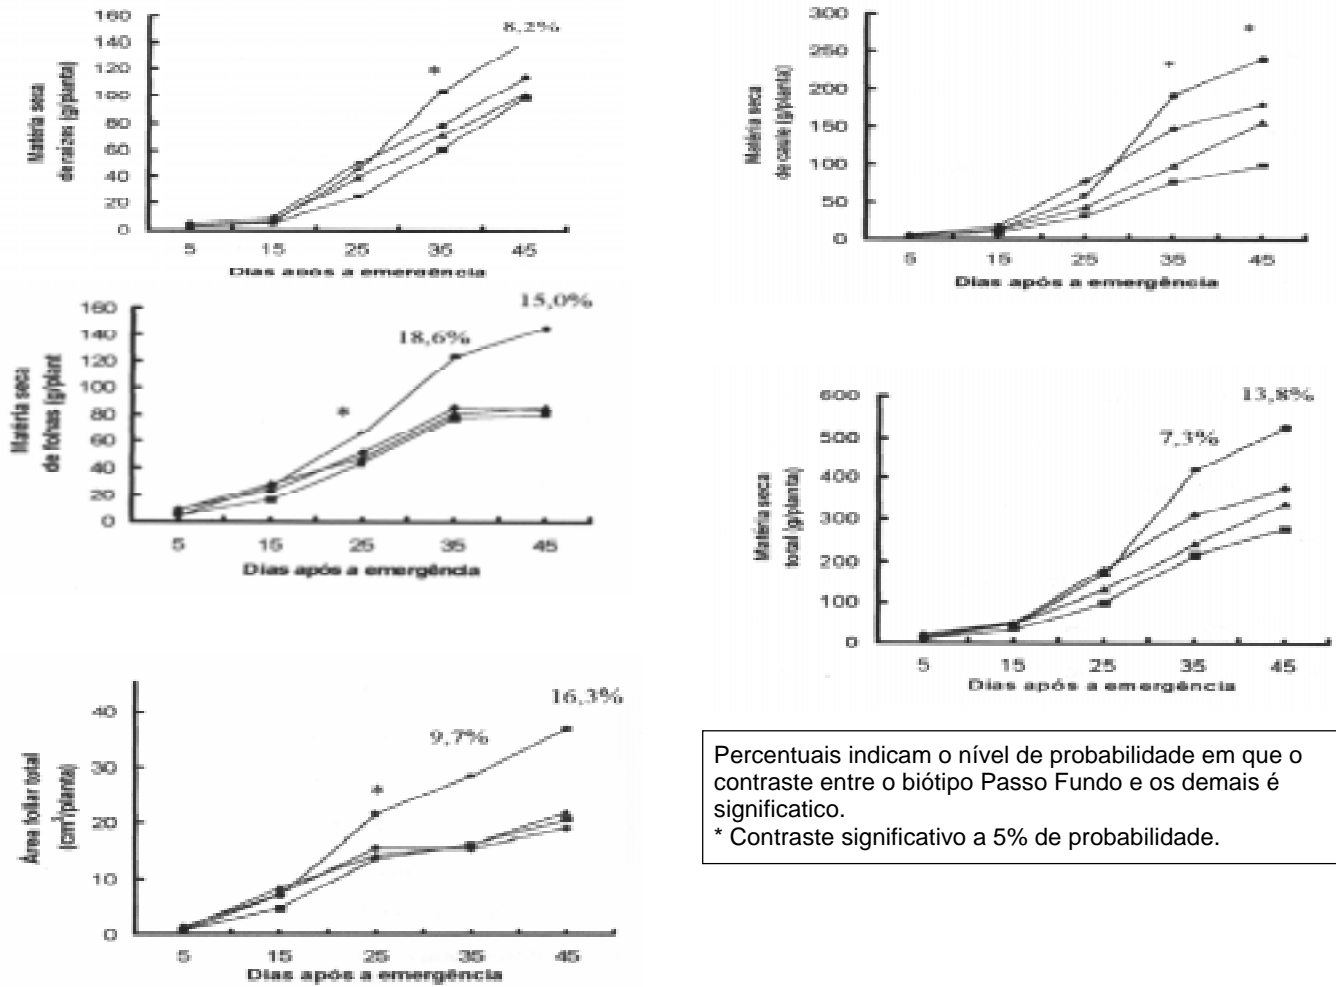 160
140
120
100
80
60
40
20
0
Matéria seca
de raízes (g/planta)
8,2%
*
5 15 25 35 45
Dias após a emergência
300
250
200
150
100
50
0
Matéria seca
de caule (g/planta)
*
*
5 15 25 35 45
Dias após a emergência
160
140
120
100
80
60
40
20
0
Matéria seca
de folhas (g/plant
15,0%
18,6%
*
5 15 25 35 45
Dias após a emergência
600
500
400
300
200
100
0
Matéria seca
total (g/planta)
13,8%
7,3%
5 15 25 35 45
Dias após a emergência
40
30
20
10
0
Área foliar total
(cm²/planta)
16,3%
9,7%
*
5 15 25 35 45
Dias após a emergência
Percentuais indicam o nível de probabilidade em que o
contraste entre o biótipo Passo Fundo e os demais é
significatico.
* Contraste significativo a 5% de probabilidade.